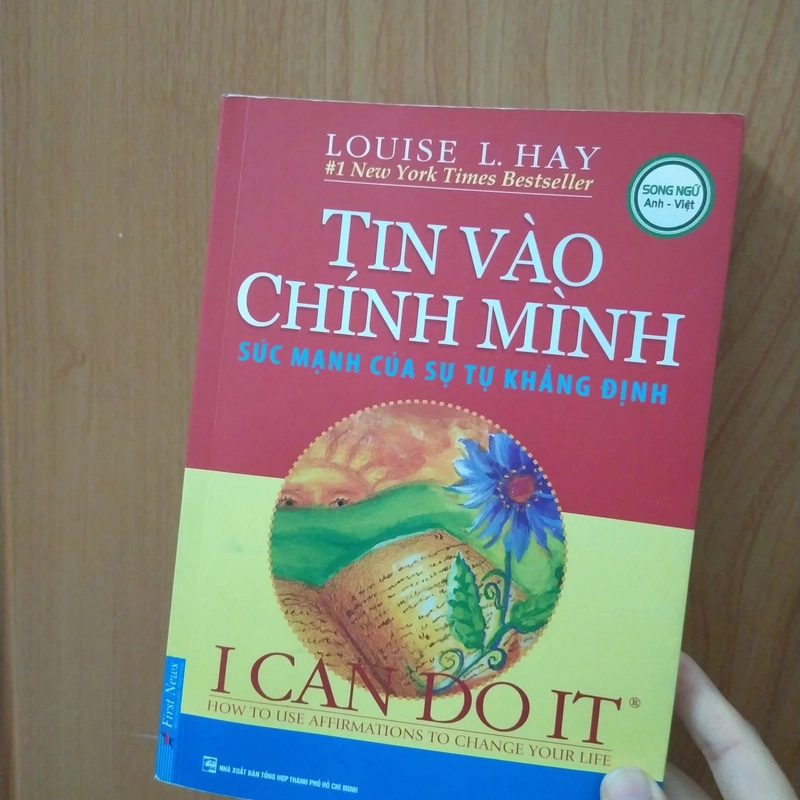 LOUISE L. HAY
#1 New York Times Bestseller
SONG NGỮ
Anh - Việt
TIN VÀO
CHÍNH MÌNH
SỨC MẠNH CỦA SỰ TỰ KHẲNG ĐỊNH
I CAN DO IT®
HOW TO USE AFFIRMATIONS TO CHANGE YOUR LIFE
First News
NHÀ XUẤT BẢN TỔNG HỢP THÀNH PHỐ HỒ CHÍ MINH